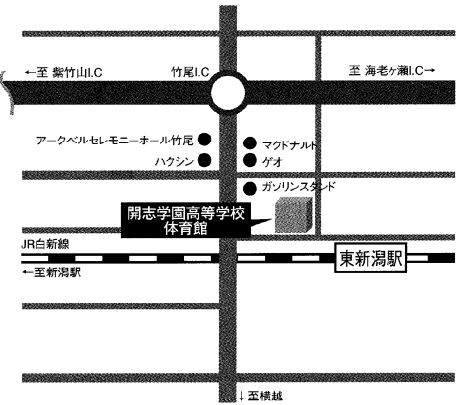 ←至 紫竹山I.C
竹尾I.C
至 海老ヶ瀬I.C→
アークベルセレモニーホール竹尾
マクドナルド
ハクシン
ゲオ
ガソリンスタンド
開志学園高等学校
体育館
JR白新線
東新潟駅
←至新潟駅
↓至横越